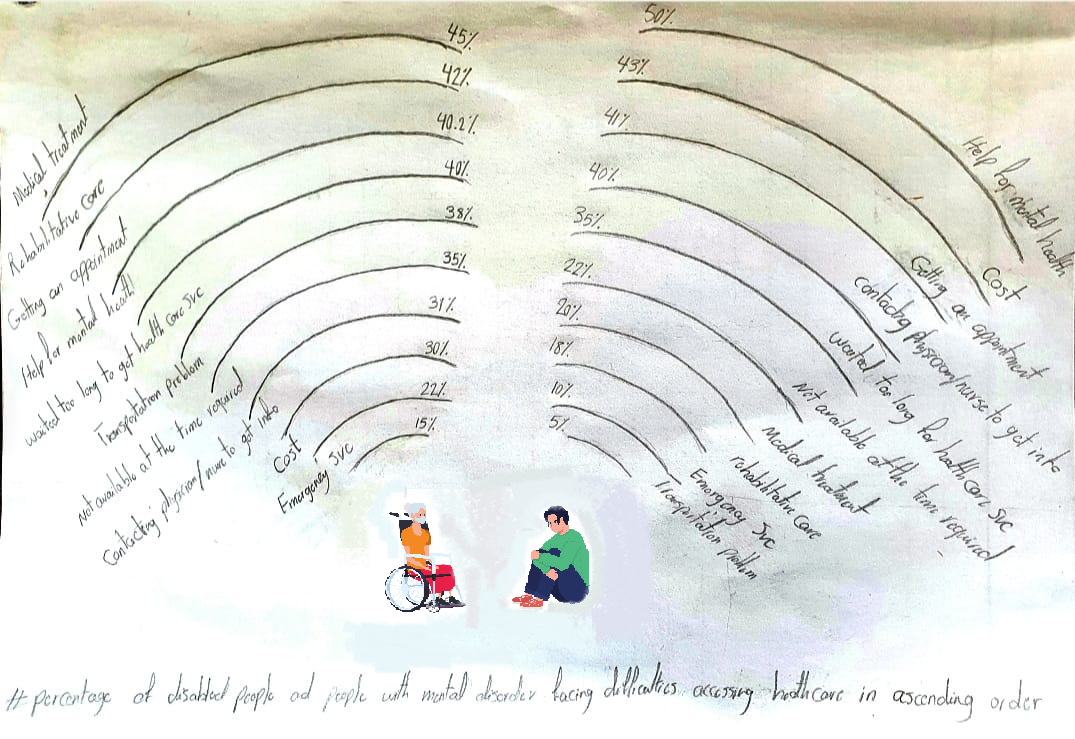 45%
42%
40.2%
40%
38%
35%
31%
30%
22%
15%
Medical treatment
Rehabilitative care
Getting an appointment
Help for mental health
waited too long to get health care svc
Transportation problem
Not available at the time required
Contacting physician/nurse to get into
Cost
Emergency svc
50%
43%
41%
40%
35%
22%
20%
18%
10%
5%
Help for mental health
Cost
Getting an appointment
Contacting physician/nurse to get into
waited too long for health care svc
Not available at the time required
Medical treatment
rehabilitative care
Emergency svc
Transportation problem
# percentage of disabled people ad people with mental disorder facing difficulties accessing healthcare in ascending order